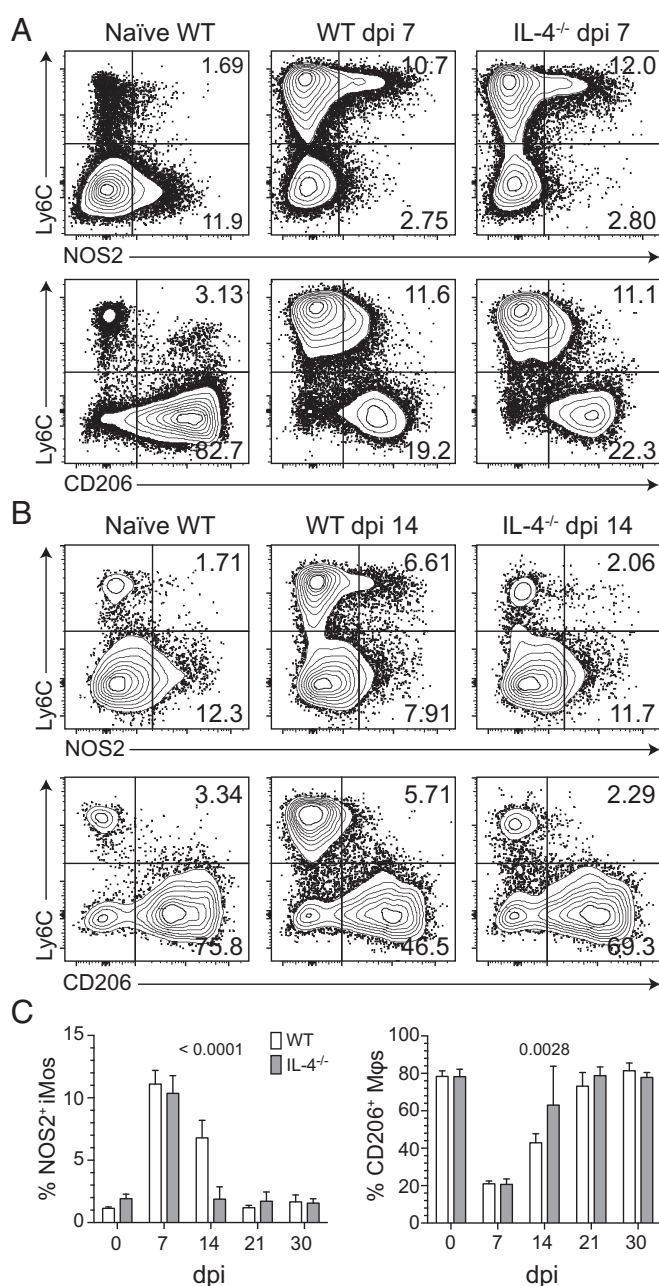 A
Naïve WT
WT dpi 7
IL-4-/- dpi 7
1.69
10.7
12.0
11.9
2.75
2.80
Ly6C
NOS2
3.13
11.6
11.1
82.7
19.2
22.3
Ly6C
CD206
B
Naïve WT
WT dpi 14
IL-4-/- dpi 14
1.71
6.61
2.06
12.3
7.91
11.7
Ly6C
NOS2
3.34
5.71
2.29
75.8
46.5
69.3
Ly6C
CD206
C
% NOS2+ iMos
15
10
5
0
< 0.0001
WT
IL-4-/-
0 7 14 21 30
dpi
% CD206+ Mφs
100
80
60
40
20
0
0.0028
0 7 14 21 30
dpi